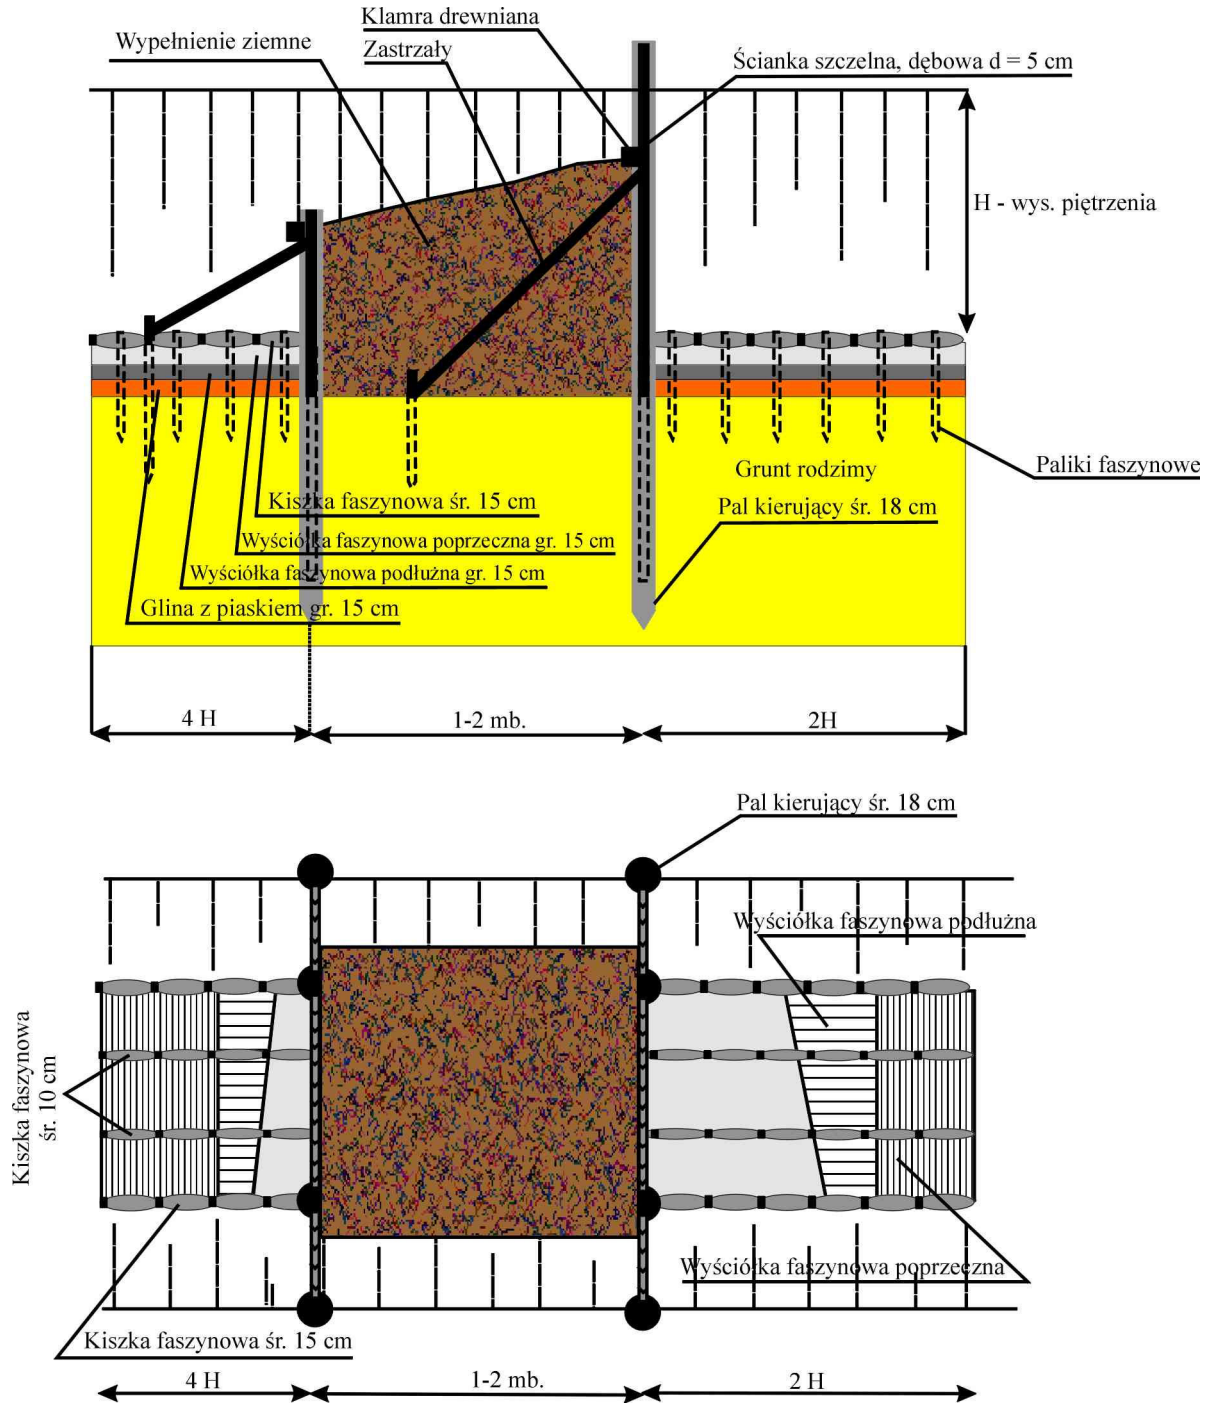 Klamra drewniana
Wypełnienie ziemne
Zastrzały
Ścianka szczelna, dębowa d = 5 cm
H - wys. piętrzenia
Grunt rodzimy
Paliki faszynowe
Kiszka faszynowa śr. 15 cm
Pal kierujący śr. 18 cm
Wyściółka faszynowa poprzeczna gr. 15 cm
Wyściółka faszynowa podłużna gr. 15 cm
Glina z piaskiem gr. 15 cm
4 H
1-2 mb.
2H
Pal kierujący śr. 18 cm
Wyściółka faszynowa podłużna
Kiszka faszynowa
śr. 10 cm
Wyściółka faszynowa poprzeczna
Kiszka faszynowa śr. 15 cm
4 H
1-2 mb.
2 H